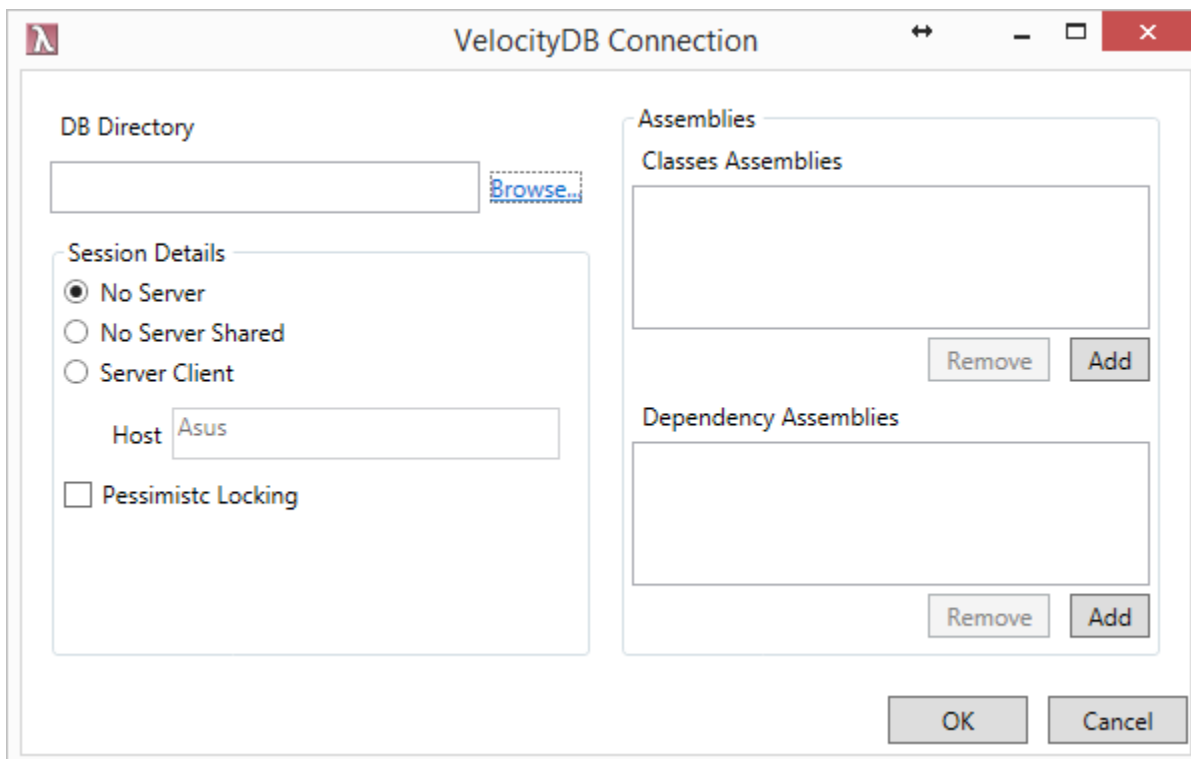 λ
VelocityDB Connection
DB Directory
Browse...
Session Details
No Server
No Server Shared
Server Client
Host Asus
Pessimistc Locking
Assemblies
Classes Assemblies
Remove Add
Dependency Assemblies
Remove Add
OK Cancel